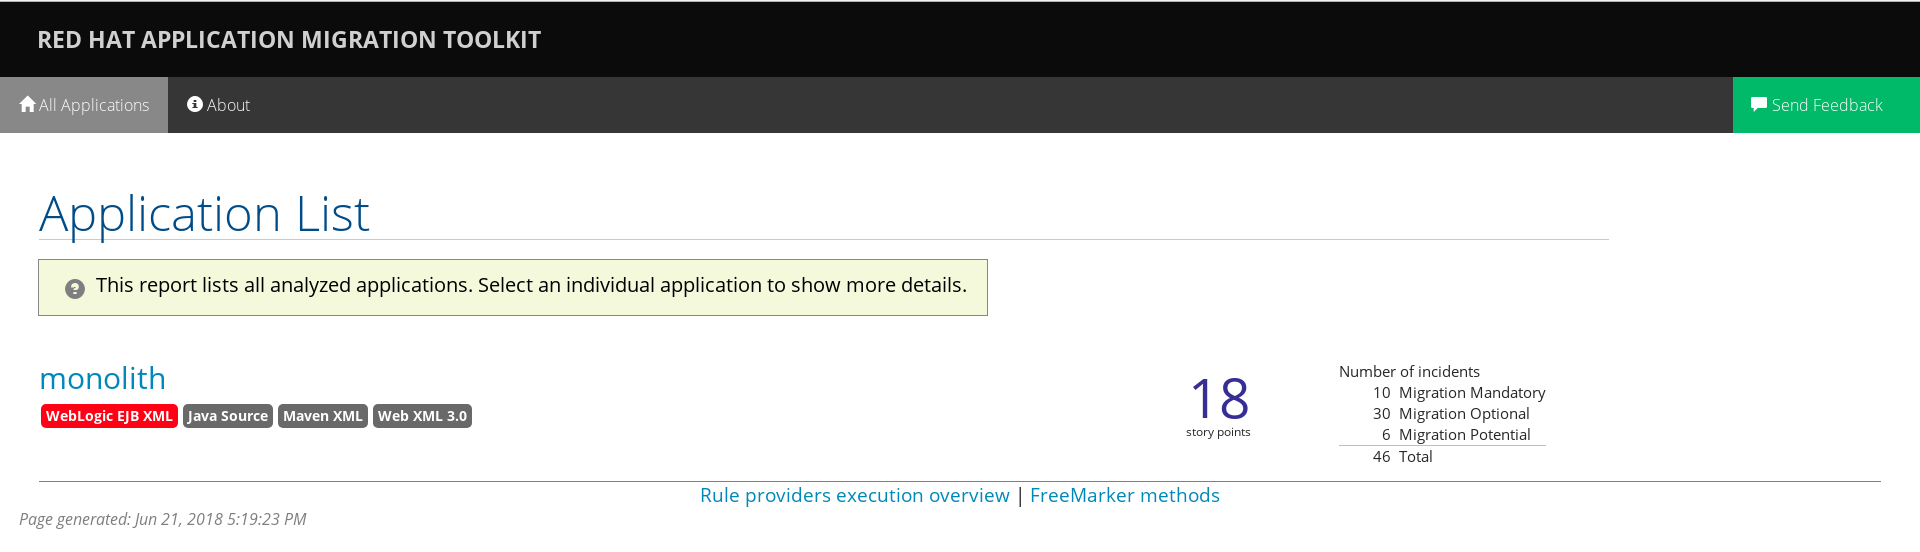 RED HAT APPLICATION MIGRATION TOOLKIT
All Applications
About
Send Feedback
Application List
This report lists all analyzed applications. Select an individual application to show more details.
monolith
WebLogic EJB XML
Java Source
Maven XML
Web XML 3.0
18
story points
Number of incidents
10 Migration Mandatory
30 Migration Optional
6 Migration Potential
46 Total
Rule providers execution overview | FreeMarker methods
Page generated: Jun 21, 2018 5:19:23 PM